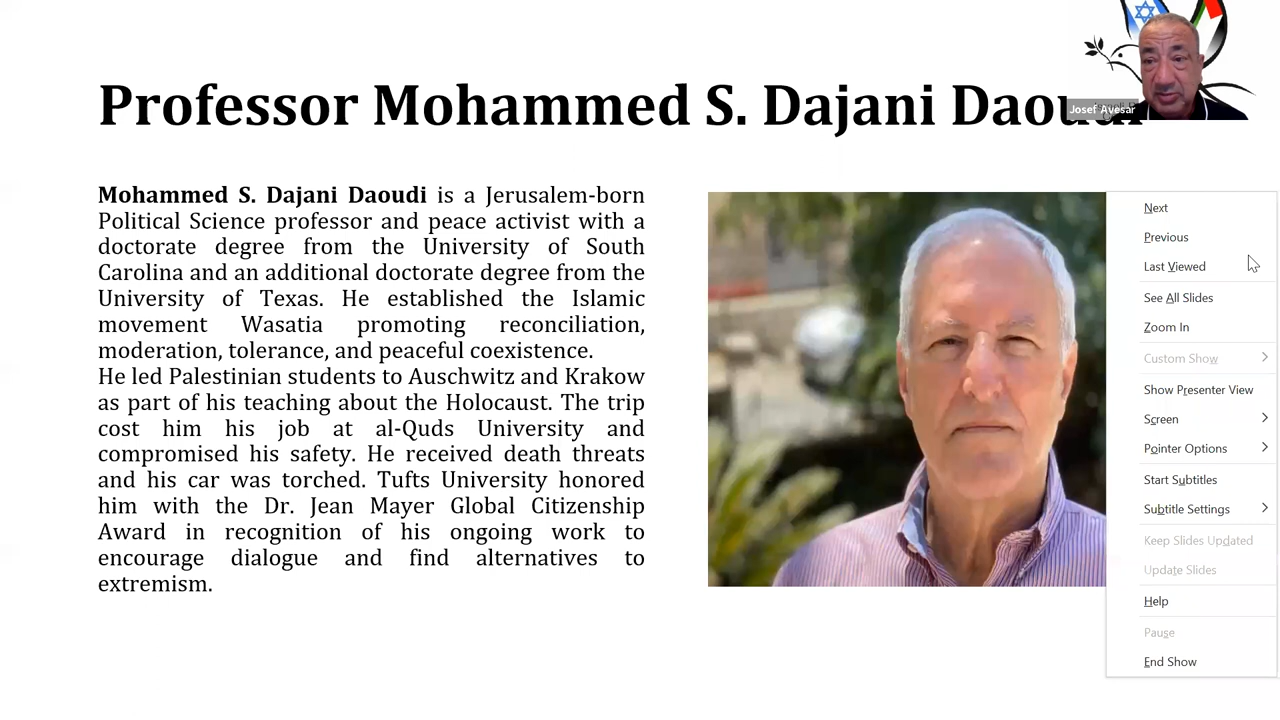 Professor Mohammed S. Dajani Daoudi
Josef Avesar
Mohammed S. Dajani Daoudi is a Jerusalem-born
Political Science professor and peace activist with a
doctorate degree from the University of South
Carolina and an additional doctorate degree from the
University of Texas. He established the Islamic
movement Wasatia promoting reconciliation,
moderation, tolerance, and peaceful coexistence.
He led Palestinian students to Auschwitz and Krakow
as part of his teaching about the Holocaust. The trip
cost him his job at al-Quds University and
compromised his safety. He received death threats
and his car was torched. Tufts University honored
him with the Dr. Jean Mayer Global Citizenship
Award in recognition of his ongoing work to
encourage dialogue and find alternatives to
extremism.
Next
Previous
Last Viewed
See All Slides
Zoom In
Custom Show
Show Presenter View
Screen
Pointer Options
Start Subtitles
Subtitle Settings
Keep Slides Updated
Update Slides
Help
Pause
End Show